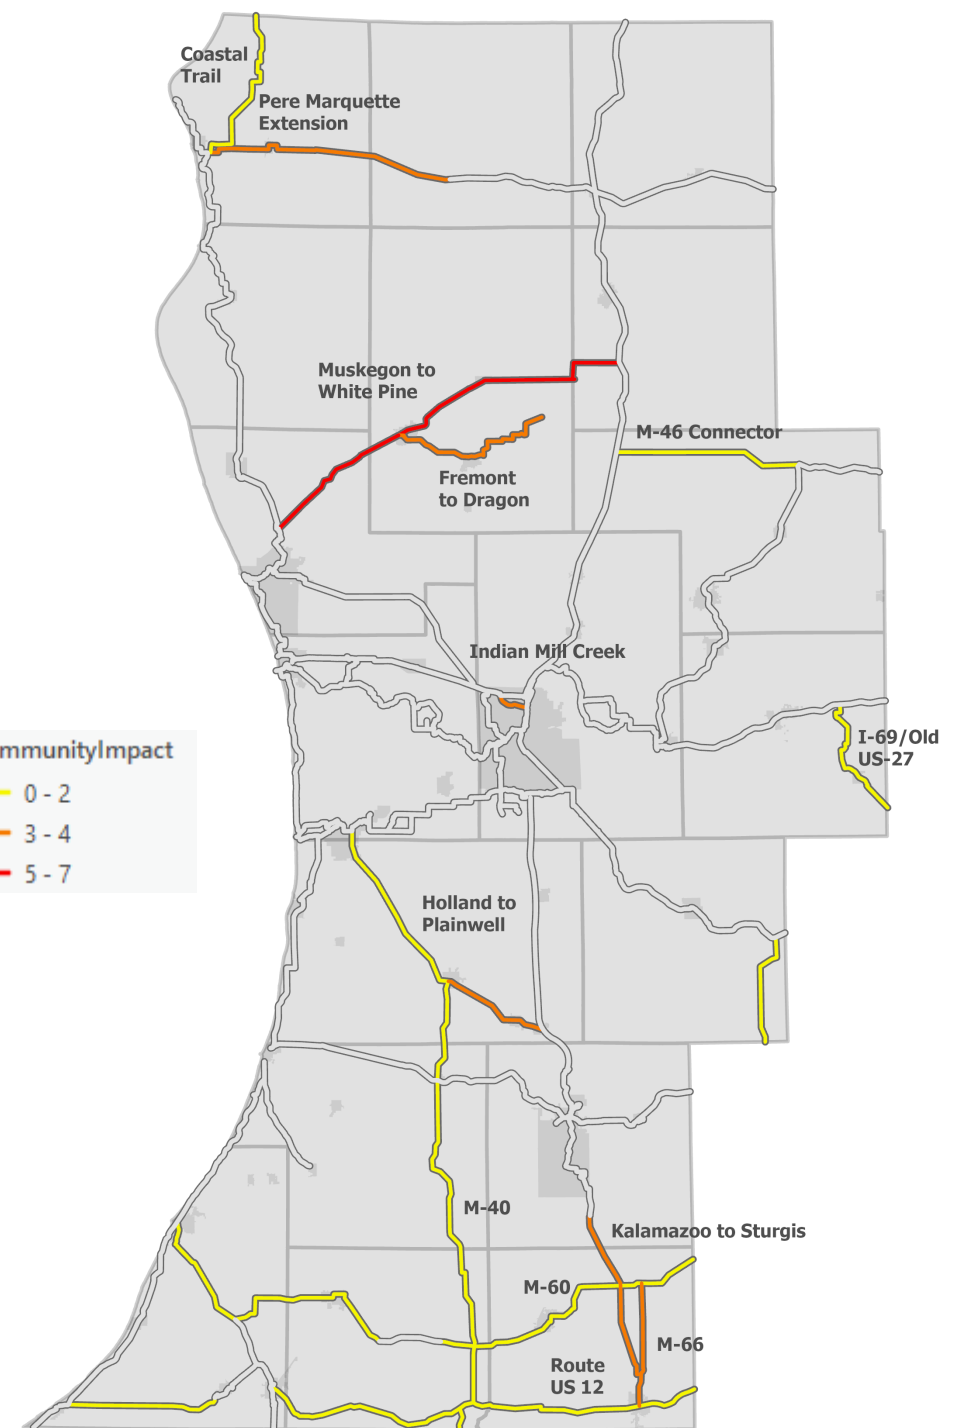 Coastal
Trail
Pere Marquette
Extension
Muskegon to
White Pine
M-46 Connector
Fremont
to Dragon
Indian Mill Creek
I-69/Old
US-27
mmunityImpact
0 - 2
3 - 4
5 - 7
Holland to
Plainwell
M-40
Kalamazoo to Sturgis
M-60
M-66
Route
US 12